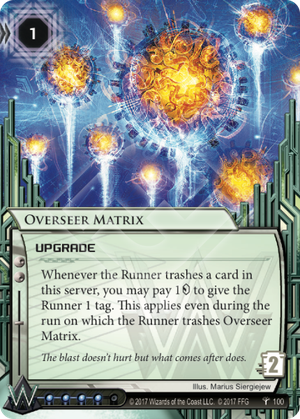 1
OVERSEER MATRIX
UPGRADE
Whenever the Runner trashes a card in
this server, you may pay 1 to give the
Runner 1 tag. This applies even during the
run on which the Runner trashes Overseer
Matrix.
The blast doesn't hurt but what comes after does.
2
Illus. Marius Siergiejew
© 2017 Wizards of the Coast LLC. © 2017 FFG 100